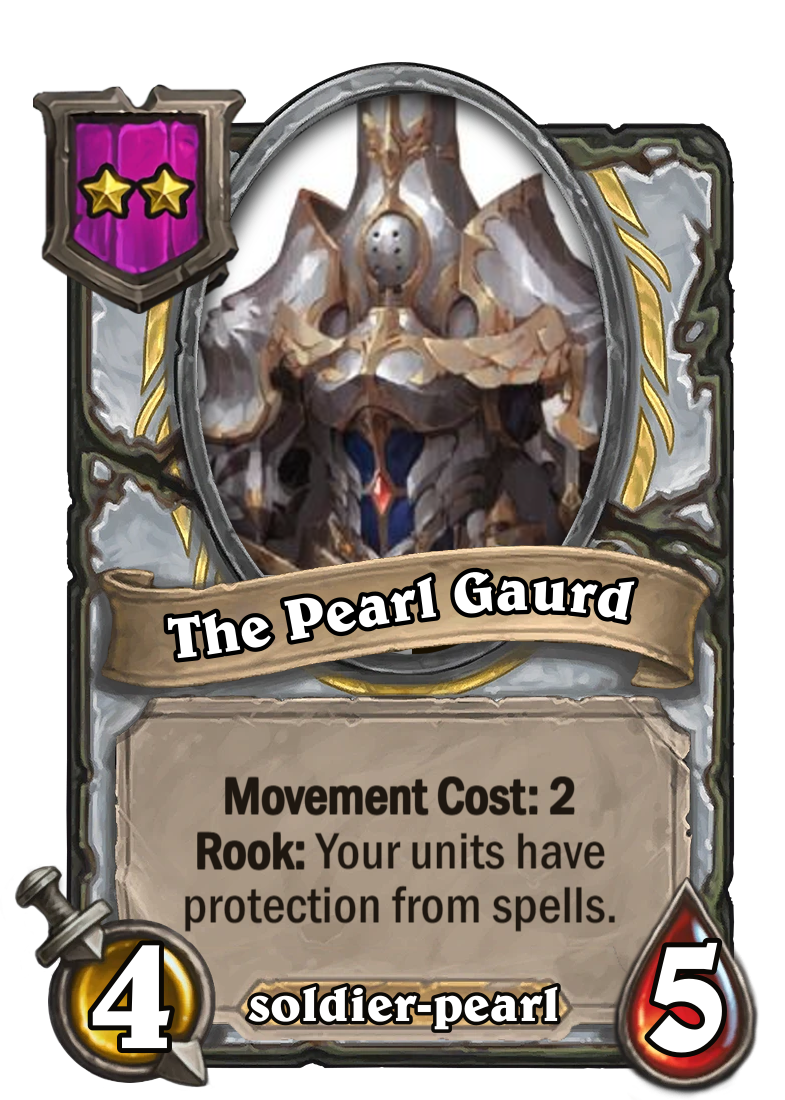 The Pearl Gaurd
Movement Cost: 2
Rook: Your units have
protection from spells.
4
soldier-pearl
5